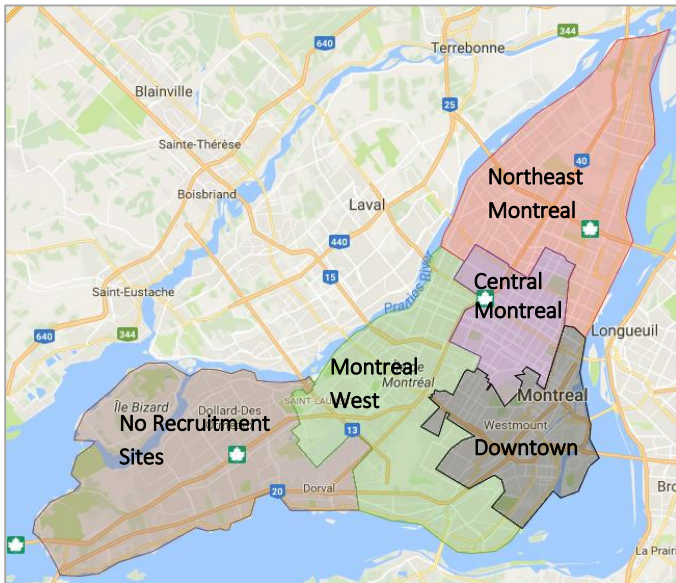 640
344
Terrebonne
Blainville
25
Sainte-Thérèse
40
Northeast
Montreal
Boisbriand
Laval
440
15
Prairies River
Central
Montreal
Saint-Eustache
640
344
Longueuil
Montreal
West
Montréal
Montréal
Île Bizard
Dollard-Des
SAINT-LAU
No Recruitment
Sites
13
Westmount
Downtown
20
Dorval
Bro
La Prairi